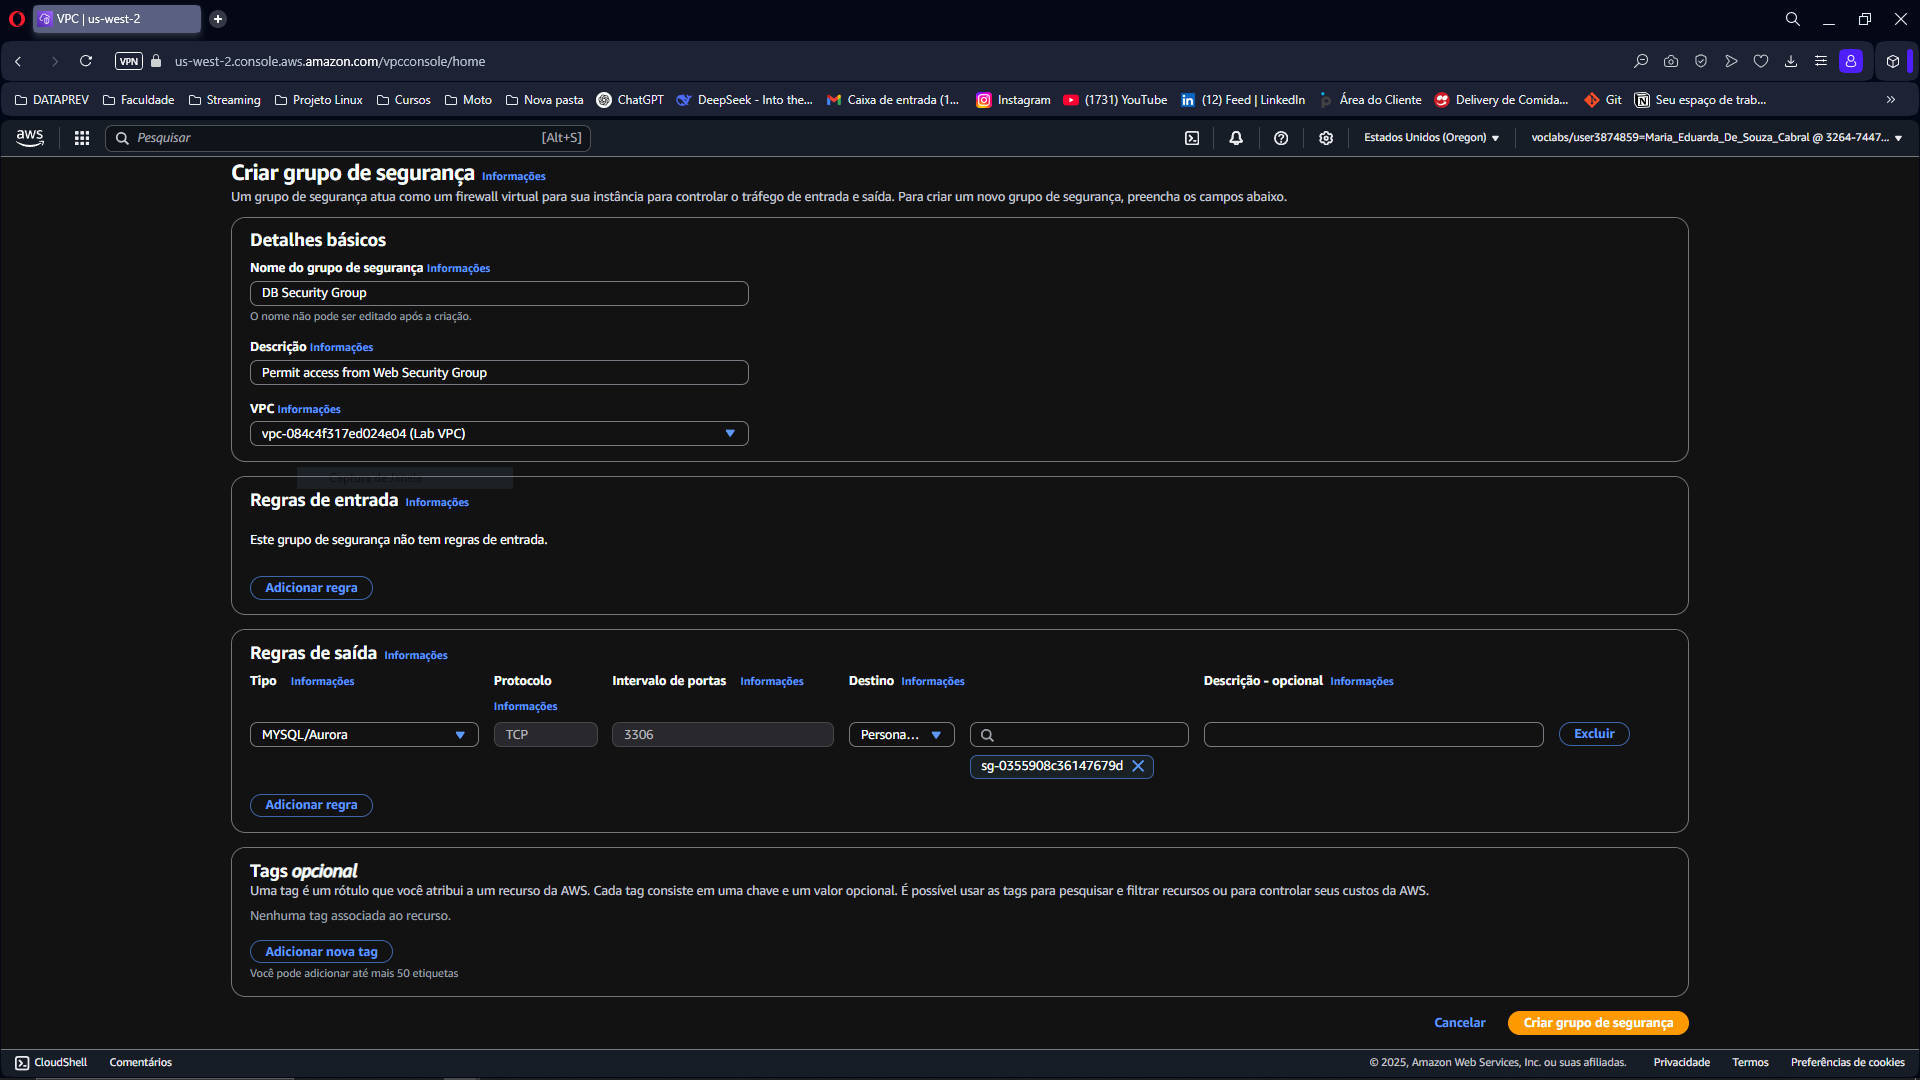 VPC | us-west-2
VPN
us-west-2.console.aws.amazon.com/vpcconsole/home
DATAPREV
Faculdade
Streaming
Projeto Linux
Cursos
Moto
Nova pasta
ChatGPT
DeepSeek - Into the...
Caixa de entrada (1...
Instagram
(1731) YouTube
(12) Feed | LinkedIn
Área do Cliente
Delivery de Comida...
Git
Seu espaço de trab...
aws
Pesquisar
[Alt+S]
Estados Unidos (Oregon)
voclabs/user3874859=Maria_Eduarda_De_Souza_Cabral @ 3264-7447...
Criar grupo de segurança Informações
Um grupo de segurança atua como um firewall virtual para sua instância para controlar o tráfego de entrada e saída. Para criar um novo grupo de segurança, preencha os campos abaixo.
Detalhes básicos
Nome do grupo de segurança Informações
DB Security Group
O nome não pode ser editado após a criação.
Descrição Informações
Permit access from Web Security Group
VPC Informações
vpc-084c4f317ed024e04 (Lab VPC)
Captura de Janela
Regras de entrada Informações
Este grupo de segurança não tem regras de entrada.
Adicionar regra
Regras de saída Informações
Tipo Informações
Protocolo
Informações
Intervalo de portas Informações
Destino Informações
Descrição - opcional Informações
MYSQL/Aurora
TCP
3306
Persona...
Excluir
sg-0355908c36147679d
Adicionar regra
Tags opcional
Uma tag é um rótulo que você atribui a um recurso da AWS. Cada tag consiste em uma chave e um valor opcional. É possível usar as tags para pesquisar e filtrar recursos ou para controlar seus custos da AWS.
Nenhuma tag associada ao recurso.
Adicionar nova tag
Você pode adicionar até mais 50 etiquetas
Cancelar
Criar grupo de segurança
CloudShell
Comentários
© 2025, Amazon Web Services, Inc. ou suas afiliadas.
Privacidade
Termos
Preferências de cookies